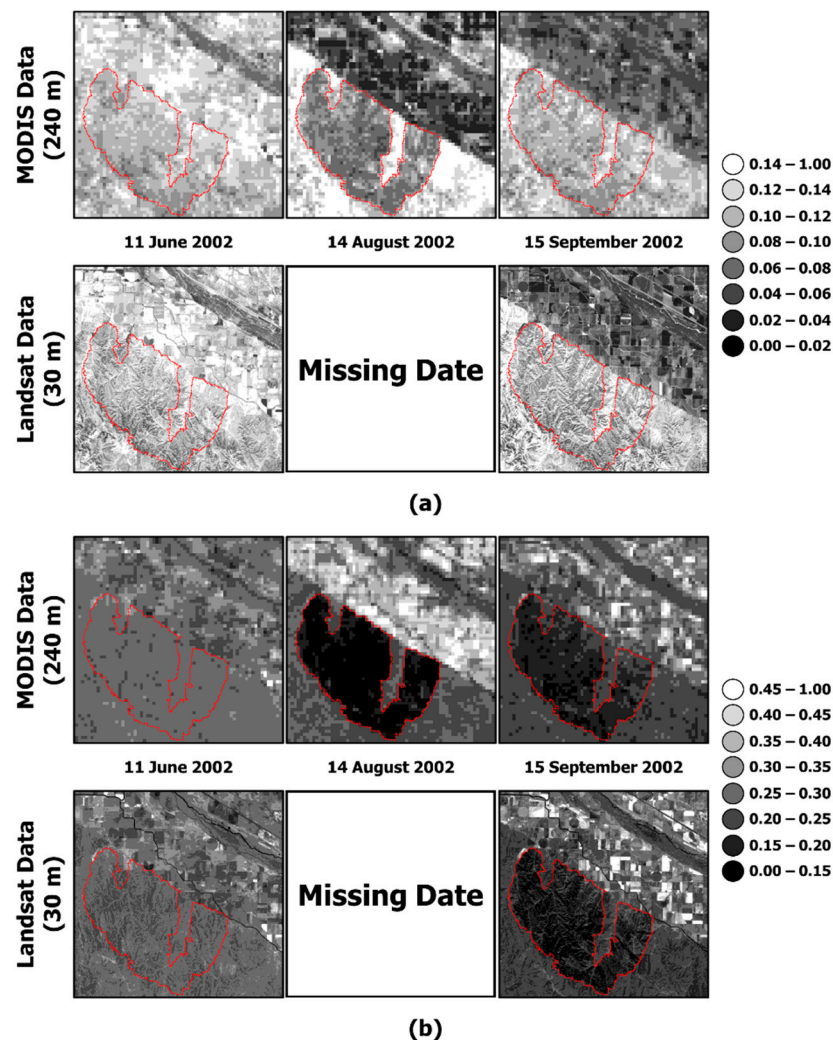 MODIS Data
(240 m)
11 June 2002
14 August 2002
15 September 2002
Landsat Data
(30 m)
Missing Date
0.14 – 1.00
0.12 – 0.14
0.10 – 0.12
0.08 – 0.10
0.06 – 0.08
0.04 – 0.06
0.02 – 0.04
0.00 – 0.02
(a)
MODIS Data
(240 m)
11 June 2002
14 August 2002
15 September 2002
Landsat Data
(30 m)
Missing Date
0.45 – 1.00
0.40 – 0.45
0.35 – 0.40
0.30 – 0.35
0.25 – 0.30
0.20 – 0.25
0.15 – 0.20
0.00 – 0.15
(b)